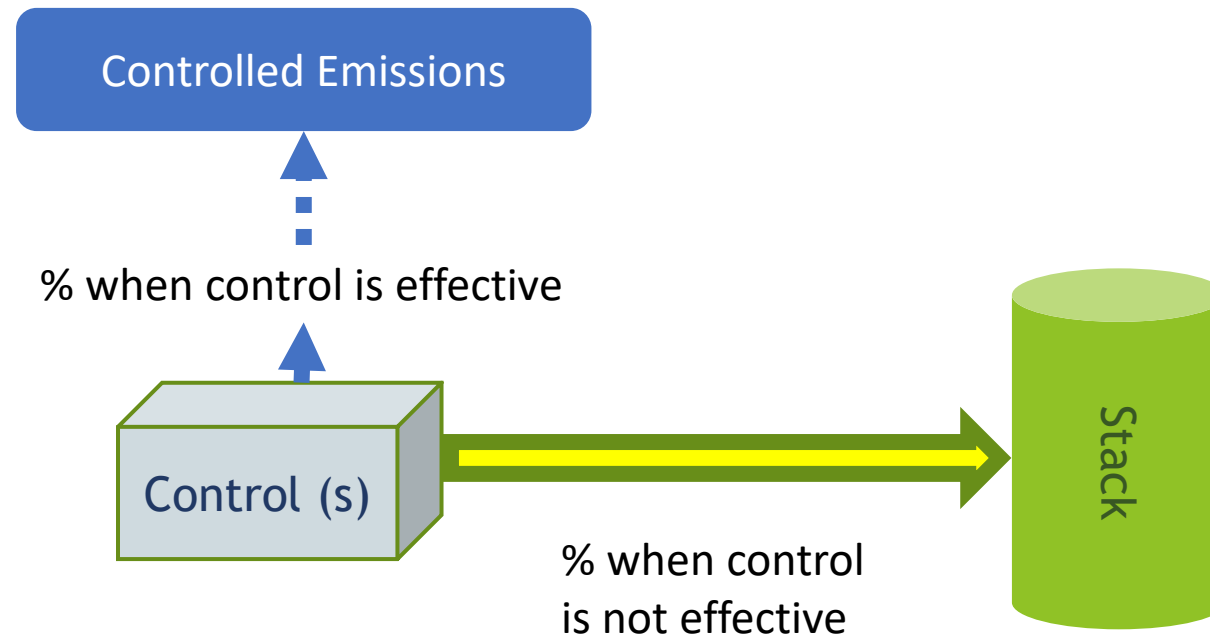 Controlled Emissions
% when control is effective
Control (s)
Stack
% when control
is not effective